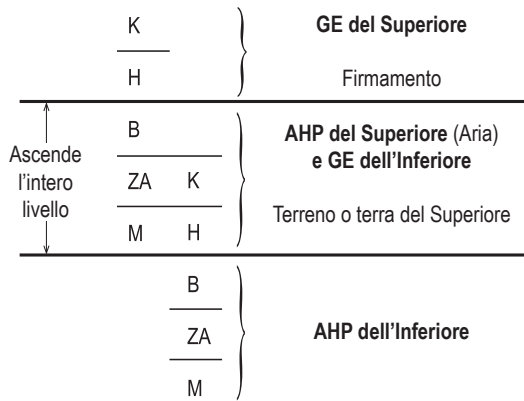 K
GE del Superiore
H
Firmamento
Ascende
l'intero
livello
B
AHP del Superiore (Aria)
e GE dell'Inferiore
ZA K
Terreno o terra del Superiore
M H
B
ZA
AHP dell'Inferiore
M